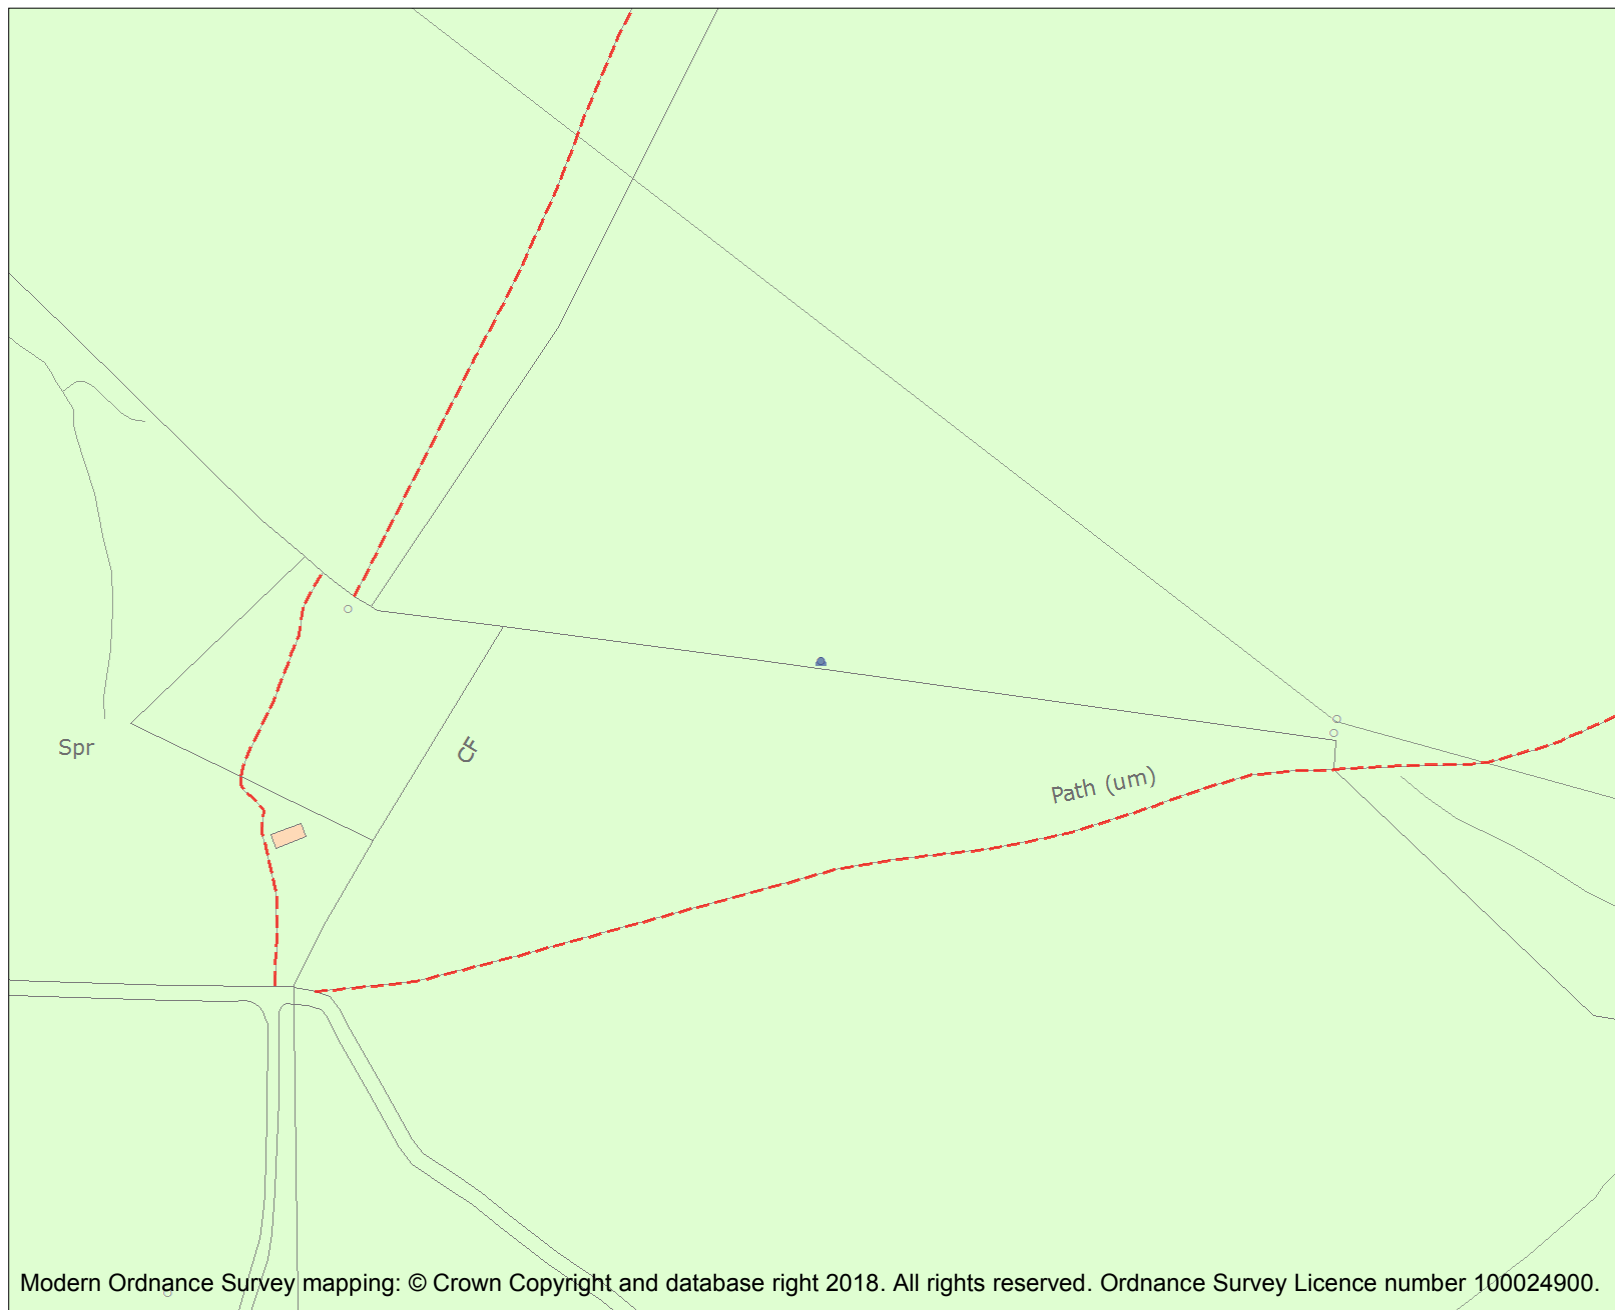 Spr
CF
Path (um)
Modern Ordnance Survey mapping: © Crown Copyright and database right 2018. All rights reserved. Ordnance Survey Licence number 100024900.